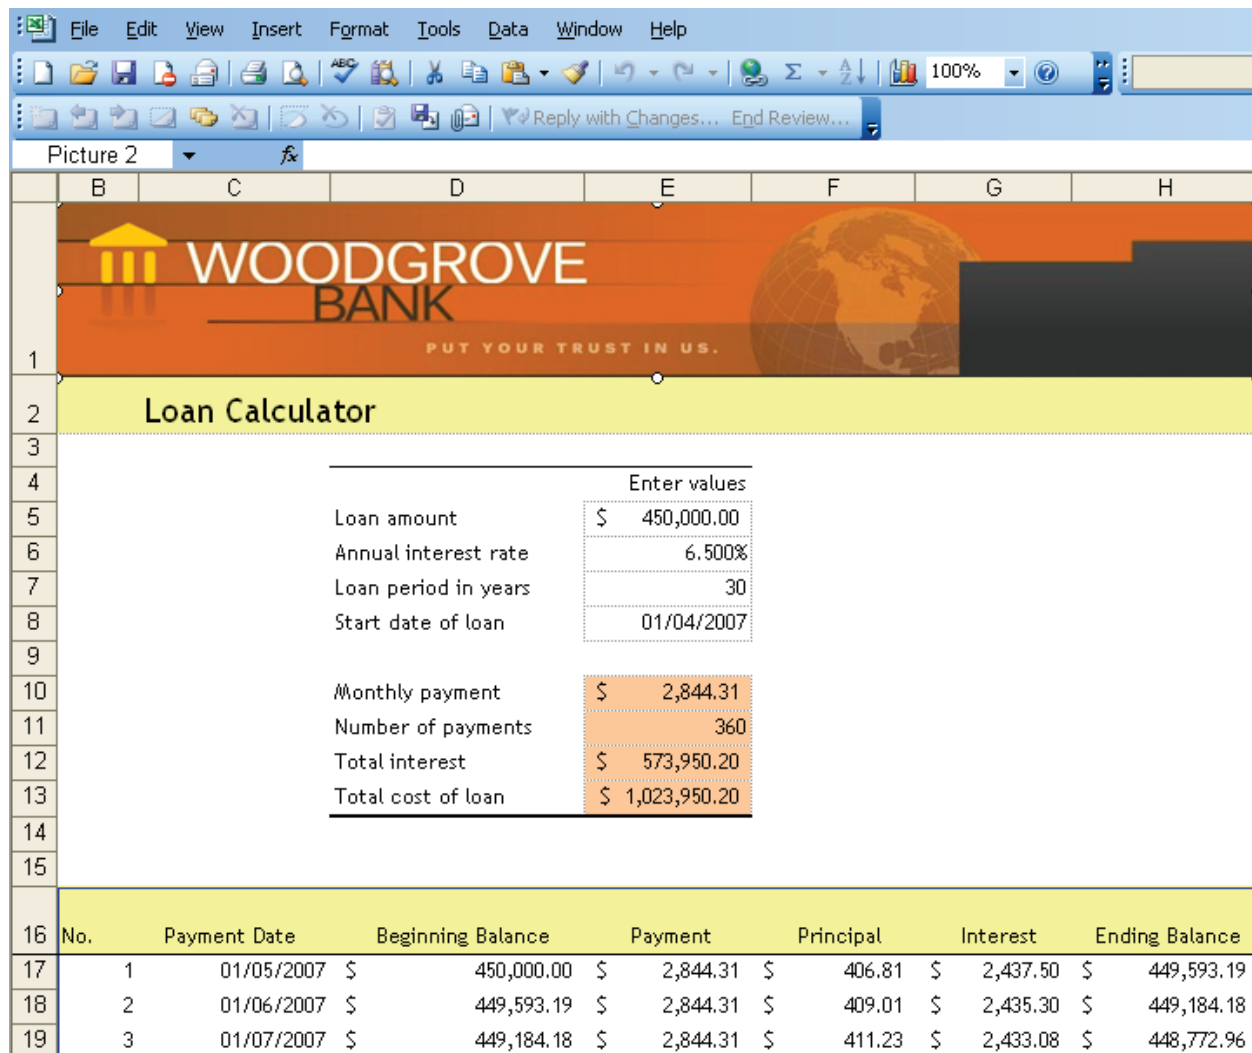 File Edit View Insert Format Tools Data Window Help
ABC Σ A Z 100% ?
Reply with Changes... End Review...
Picture 2 fx
B C D E F G H
WOODGROVE
BANK
PUT YOUR TRUST IN US.
1
2 Loan Calculator
3
4 Enter values
5 Loan amount $ 450,000.00
6 Annual interest rate 6.500%
7 Loan period in years 30
8 Start date of loan 01/04/2007
9
10 Monthly payment $ 2,844.31
11 Number of payments 360
12 Total interest $ 573,950.20
13 Total cost of loan $ 1,023,950.20
14
15
16 No. Payment Date Beginning Balance Payment Principal Interest Ending Balance
17 1 01/05/2007 $ 450,000.00 $ 2,844.31 $ 406.81 $ 2,437.50 $ 449,593.19
18 2 01/06/2007 $ 449,593.19 $ 2,844.31 $ 409.01 $ 2,435.30 $ 449,184.18
19 3 01/07/2007 $ 449,184.18 $ 2,844.31 $ 411.23 $ 2,433.08 $ 448,772.96